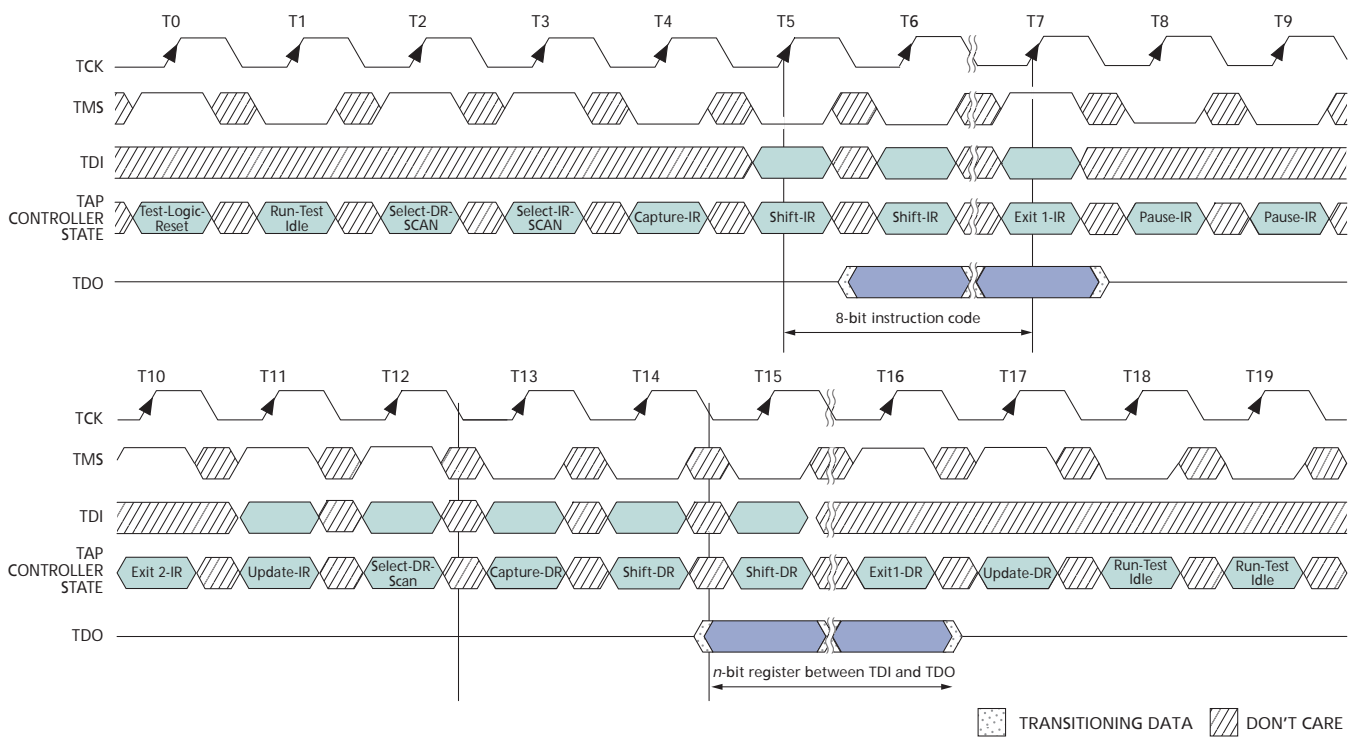 T0 T1 T2 T3 T4 T5 T6 T7 T8 T9
TCK
TMS
TDI
TAP
CONTROLLER
STATE
Test-Logic-
Reset
Run-Test
Idle
Select-DR-
SCAN
Select-IR-
SCAN
Capture-IR
Shift-IR
Shift-IR
Exit 1-IR
Pause-IR
Pause-IR
TDO
8-bit instruction code
T10 T11 T12 T13 T14 T15 T16 T17 T18 T19
TCK
TMS
TDI
TAP
CONTROLLER
STATE
Exit 2-IR
Update-IR
Select-DR-
Scan
Capture-DR
Shift-DR
Shift-DR
Exit1-DR
Update-DR
Run-Test
Idle
Run-Test
Idle
TDO
n-bit register between TDI and TDO
TRANSITIONING DATA
DON'T CARE